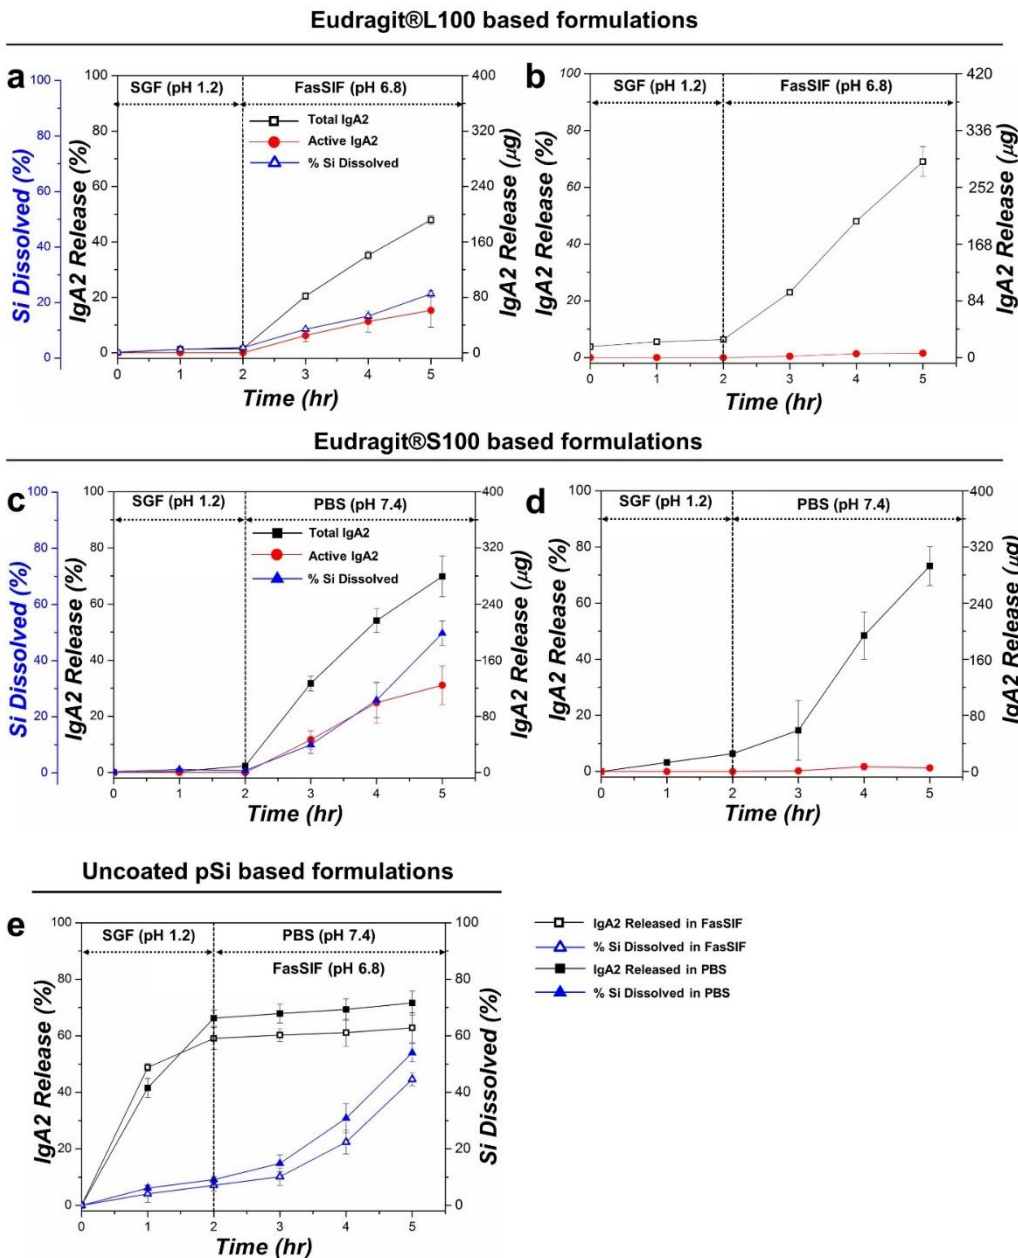 Eudragit®L100 based formulations
a
SGF (pH 1.2)
FasSIF (pH 6.8)
Total IgA2
Active IgA2
% Si Dissolved
Si Dissolved (%)
100
80
60
40
20
0
IgA2 Release (%)
100
80
60
40
20
0
IgA2 Release (µg)
400
320
240
160
80
0
0 1 2 3 4 5
Time (hr)
b
SGF (pH 1.2)
FasSIF (pH 6.8)
IgA2 Release (%)
100
80
60
40
20
0
IgA2 Release (µg)
420
336
252
168
84
0
0 1 2 3 4 5
Time (hr)
Eudragit®S100 based formulations
c
SGF (pH 1.2)
PBS (pH 7.4)
Total IgA2
Active IgA2
% Si Dissolved
Si Dissolved (%)
100
80
60
40
20
0
IgA2 Release (%)
100
80
60
40
20
0
IgA2 Release (µg)
400
320
240
160
80
0
0 1 2 3 4 5
Time (hr)
d
SGF (pH 1.2)
PBS (pH 7.4)
IgA2 Release (%)
100
80
60
40
20
0
IgA2 Release (µg)
400
320
240
160
80
0
0 1 2 3 4 5
Time (hr)
Uncoated pSi based formulations
e
SGF (pH 1.2)
PBS (pH 7.4)
FasSIF (pH 6.8)
IgA2 Release (%)
100
80
60
40
20
0
Si Dissolved (%)
100
80
60
40
20
0
0 1 2 3 4 5
Time (hr)
IgA2 Released in FasSIF
% Si Dissolved in FasSIF
IgA2 Released in PBS
% Si Dissolved in PBS